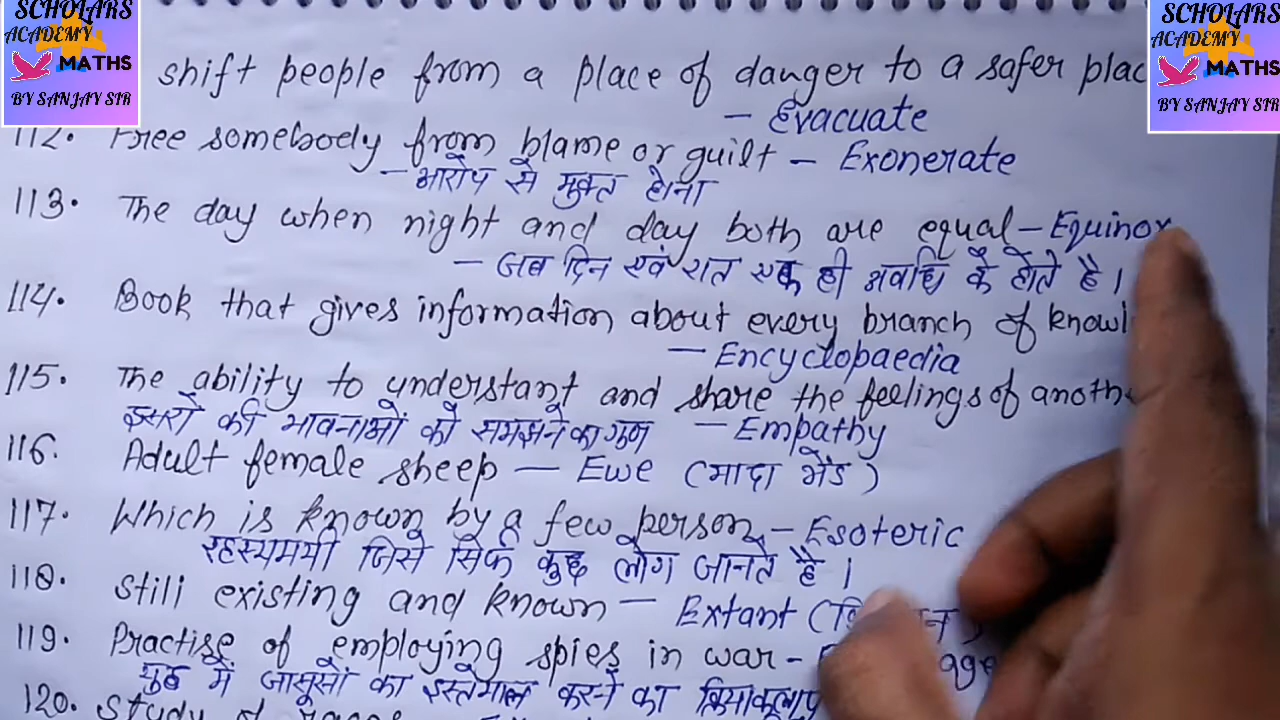 SCHOLARS
ACADEMY
MATHS
BY SANJAY SIR
SCHOLARS
ACADEMY
MATHS
BY SANJAY SIR
shift people from a place of danger to a safer plac
– Evacuate
112. Free somebody from blame or guilt – Exonerate
– आरोप से मुक्त होना
113. The day when night and day both are equal – Equinox
– जब दिन एवं रात एक ही अवधि के होते है।
114. Book that gives information about every branch of knowl
– Encyclopaedia
115. The ability to understant and share the feelings of anoth
दूसरों की भावनाओं को समझने का गुण – Empathy
116. Adult female sheep – Ewe (मादा भेंड)
117. Which is known by a few person – Esoteric
रहस्यमयी जिसे सिर्फ कुछ लोग जानते है।
118. Still existing and known – Extant
119. Practise of employing spies in war –
युद्ध में जासूसों का इस्तेमाल करने का क्रियाकलाप
120. Study of races